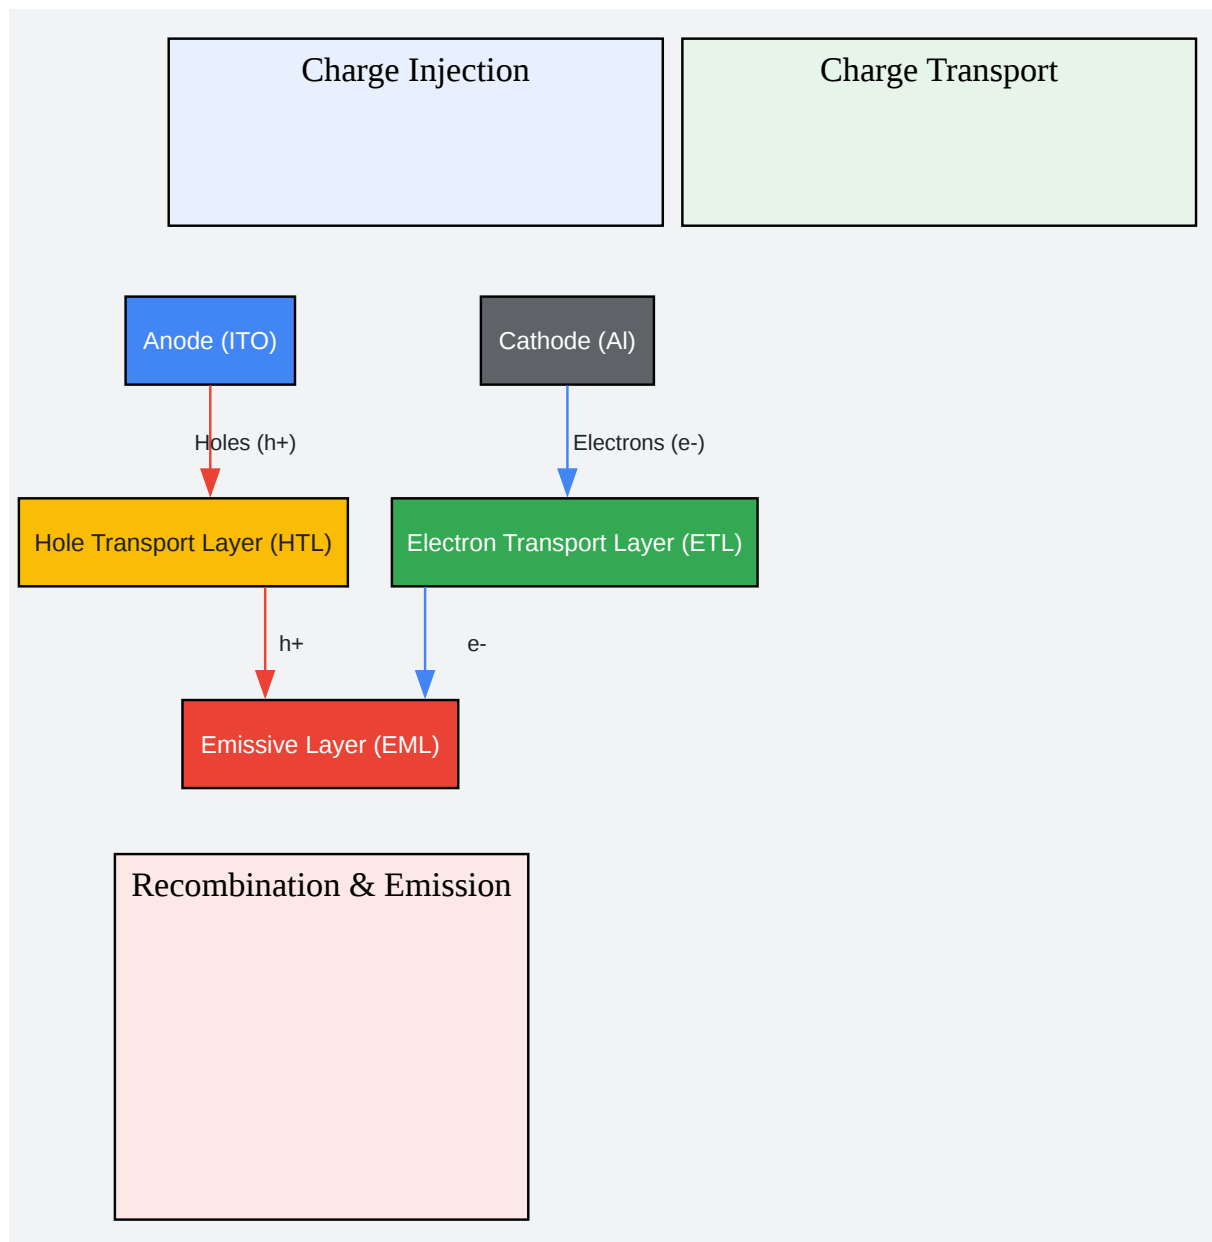 Charge Injection
Charge Transport
Anode (ITO)
Cathode (Al)
Holes (h+)
Electrons (e-)
Hole Transport Layer (HTL)
Electron Transport Layer (ETL)
h+
e-
Emissive Layer (EML)
Recombination & Emission